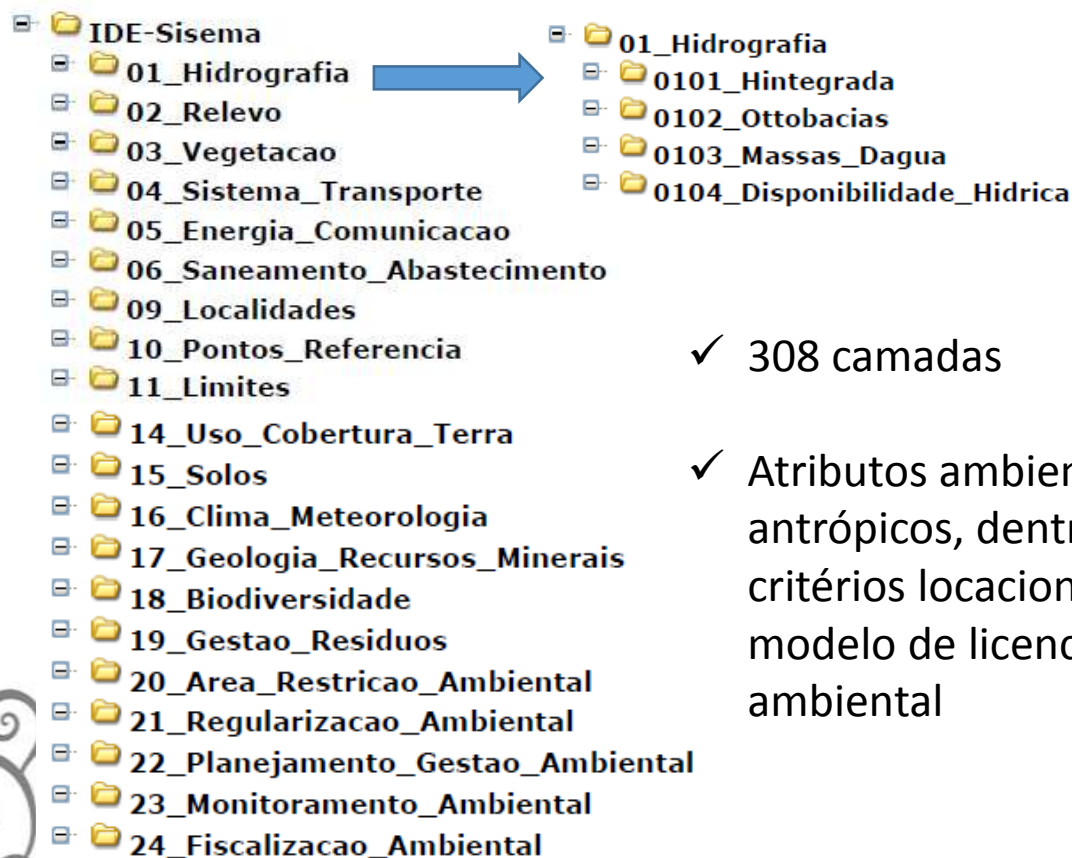 IDE-Sisema
01_Hidrografia
02_Relevo
03_Vegetacao
04_Sistema_Transporte
05_Energia_Comunicacao
06_Saneamento_Abastecimento
09_Localidades
10_Pontos_Referencia
11_Limites
14_Uso_Cobertura_Terra
15_Solos
16_Clima_Meteorologia
17_Geologia_Recursos_Minerais
18_Biodiversidade
19_Gestao_Residuos
20_Area_Restricao_Ambiental
21_Regularizacao_Ambiental
22_Planejamento_Gestao_Ambiental
23_Monitoramento_Ambiental
24_Fiscalizacao_Ambiental
01_Hidrografia
0101_Hintegrada
0102_Ottobacias
0103_Massas_Dagua
0104_Disponibilidade_Hidrica
✓ 308 camadas
✓ Atributos
antrópicos,
critérios
modelo de
ambiental